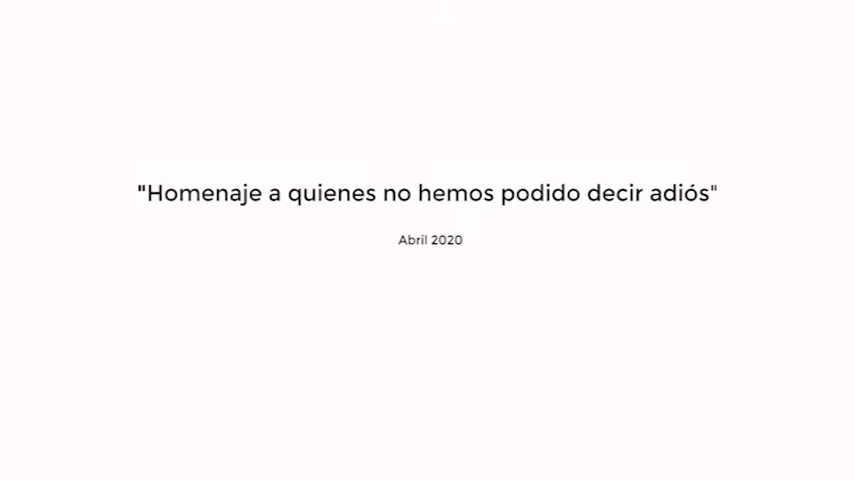 "Homenaje a quienes no hemos podido decir adiós"
Abril 2020